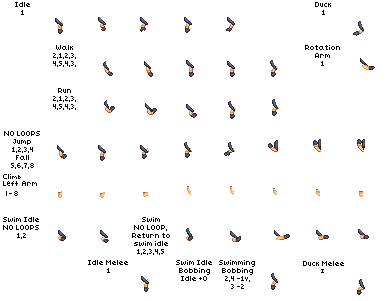 Idle
1
Duck
1
Walk
2,1,2,3,
4,5,4,3,
Rotation
Arm
1
Run
2,1,2,3,
4,5,4,3,
NO LOOPS
Jump
1,2,3,4
Fall
5,6,7,8
Climb
Left Arm
1-8
Swim Idle
NO LOOPS
1,2
Swim
NO LOOP,
Return to
swim idle
1,2,3,4,5
Idle Melee
1
Swim Idle
Bobbing
Idle +0
Swimming
Bobbing
2,4 -1v,
3 -2
Duck Melee
1